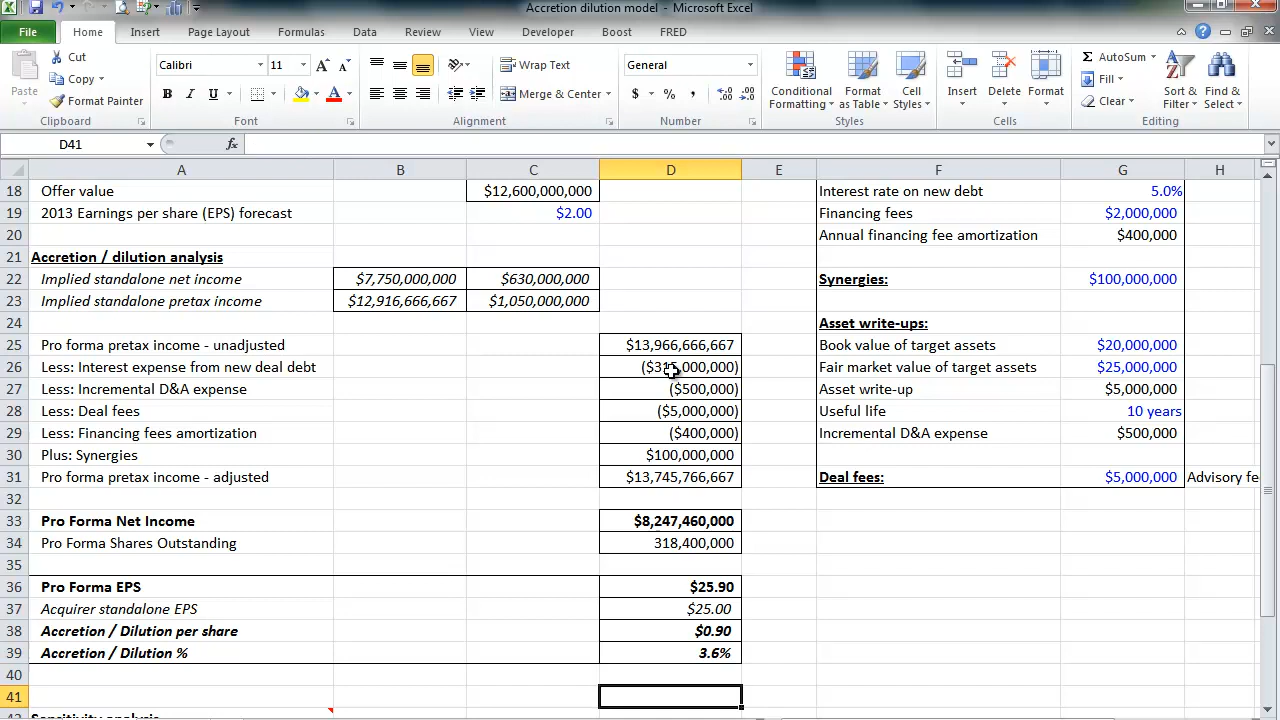 Accretion dilution model - Microsoft Excel
File Home Insert Page Layout Formulas Data Review View Developer Boost FRED
Paste Cut Copy Format Painter Calibri 11 Wrap Text Merge & Center General $ % , Conditional Formatting Format as Table Cell Styles Insert Delete Format AutoSum Fill Clear Sort & Filter Find & Select
Clipboard Font Alignment Number Styles Cells Editing
D41 fx
A B C D E F G H
18 Offer value $12,600,000,000 Interest rate on new debt 5.0%
19 2013 Earnings per share (EPS) forecast $2.00 Financing fees $2,000,000
20 Annual financing fee amortization $400,000
21 Accretion / dilution analysis
22 Implied standalone net income $7,750,000,000 $630,000,000 Synergies: $100,000,000
23 Implied standalone pretax income $12,916,666,667 $1,050,000,000
24 Asset write-ups:
25 Pro forma pretax income - unadjusted $13,966,666,667 Book value of target assets $20,000,000
26 Less: Interest expense from new deal debt ($315,000,000) Fair market value of target assets $25,000,000
27 Less: Incremental D&A expense ($500,000) Asset write-up $5,000,000
28 Less: Deal fees ($5,000,000) Useful life 10 years
29 Less: Financing fees amortization ($400,000) Incremental D&A expense $500,000
30 Plus: Synergies $100,000,000
31 Pro forma pretax income - adjusted $13,745,766,667 Deal fees: $5,000,000 Advisory fe
32
33 Pro Forma Net Income $8,247,460,000
34 Pro Forma Shares Outstanding 318,400,000
35
36 Pro Forma EPS $25.90
37 Acquirer standalone EPS $25.00
38 Accretion / Dilution per share $0.90
39 Accretion / Dilution % 3.6%
40
41
Sensitivity analysis